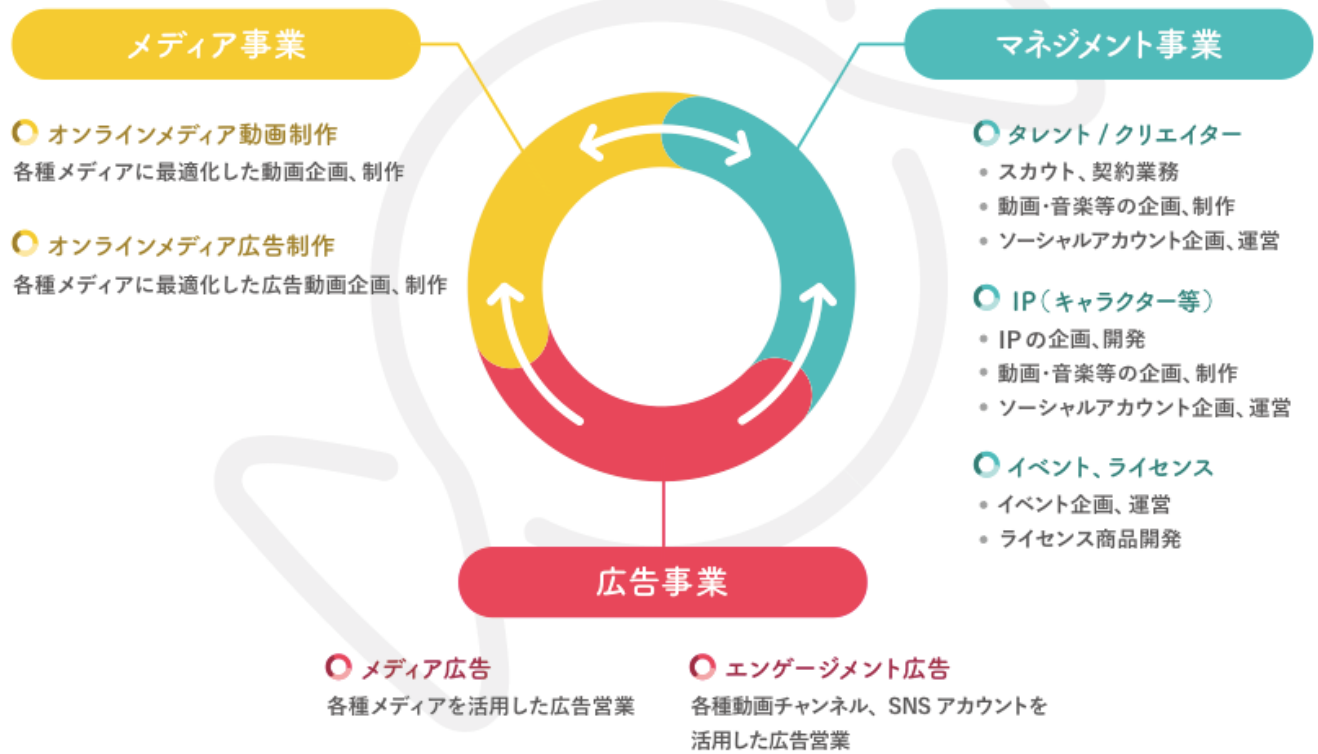 メディア事業
オンラインメディア動画制作
各種メディアに最適化した動画企画、制作
オンラインメディア広告制作
各種メディアに最適化した広告動画企画、制作
マネジメント事業
タレント / クリエイター
• スカウト、契約業務
• 動画・音楽等の企画、制作
• ソーシャルアカウント企画、運営
IP（キャラクター等）
• IP の企画、開発
• 動画・音楽等の企画、制作
• ソーシャルアカウント企画、運営
イベント、ライセンス
• イベント企画、運営
• ライセンス商品開発
広告事業
メディア広告
各種メディアを活用した広告営業
エンゲージメント広告
各種動画チャンネル、SNS アカウントを
活用した広告営業